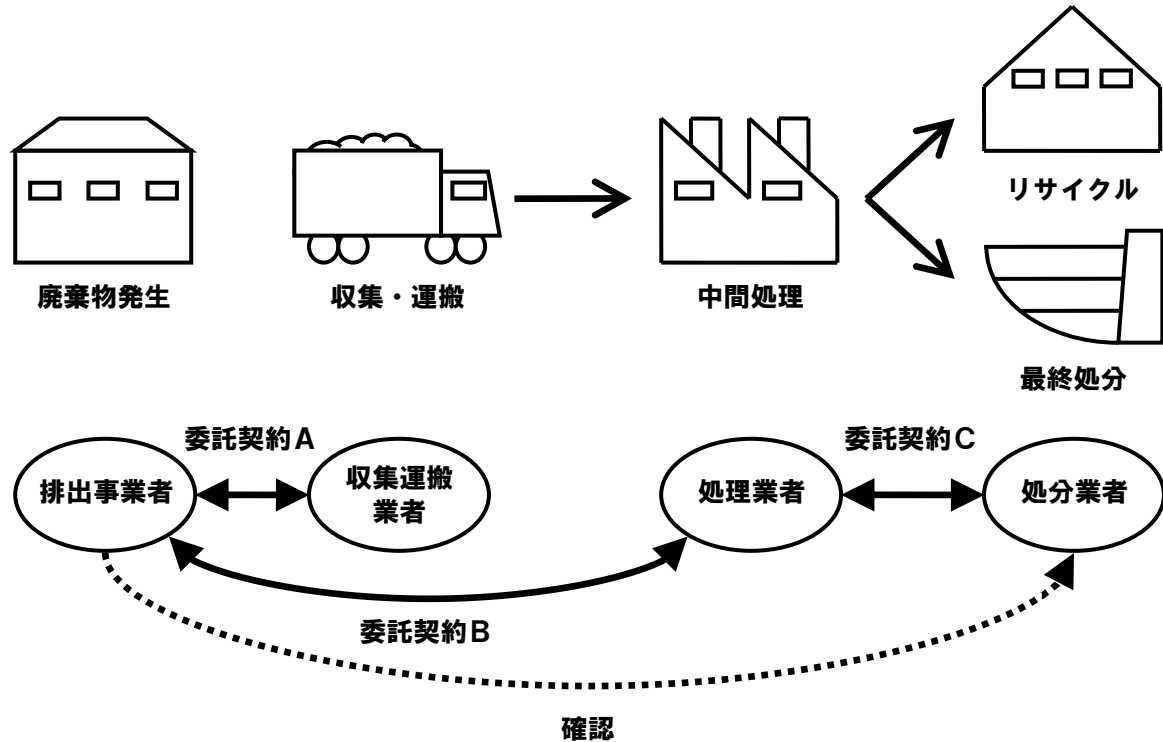 リサイクル
廃棄物発生
収集・運搬
中間処理
最終処分
委託契約A
委託契約C
排出事業者
収集運搬
業者
処理業者
処分業者
委託契約B
確認